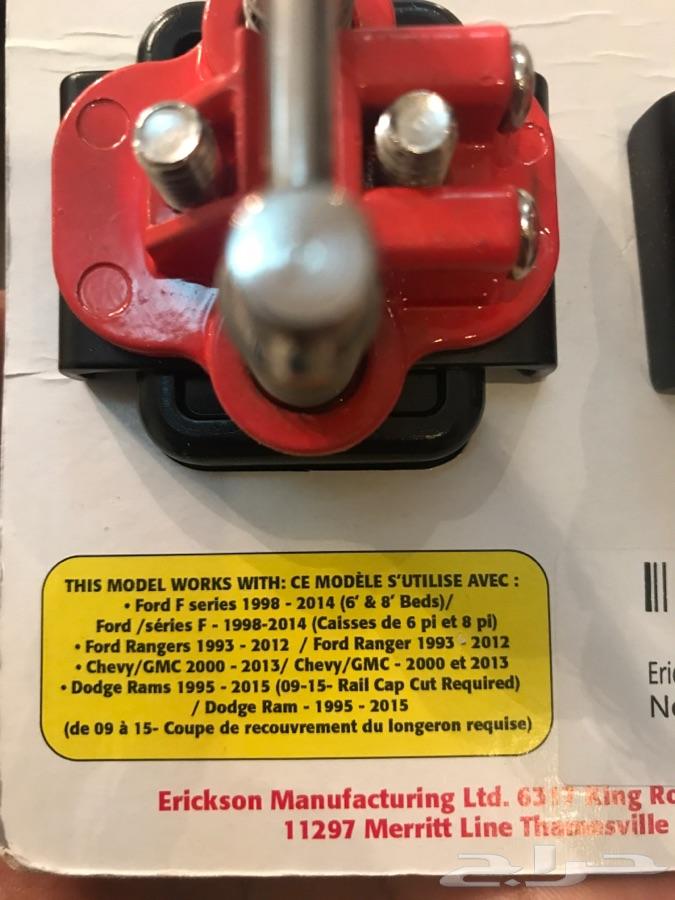 THIS MODEL WORKS WITH: CE MODÈLE S'UTILISE AVEC :
• Ford F series 1998 - 2014 (6' & 8' Beds)/
Ford /séries F - 1998-2014 (Caisses de 6 pi et 8 pi)
• Ford Rangers 1993 - 2012 / Ford Ranger 1993 - 2012
• Chevy/GMC 2000 - 2013/ Chevy/GMC - 2000 et 2013
• Dodge Rams 1995 - 2015 (09-15- Rail Cap Cut Required)
/ Dodge Ram - 1995 - 2015
(de 09 à 15- Coupe de recouvrement du longeron requise)
Erickson Manufacturing Ltd. King
11297 Merritt Line Thamesville
حراج